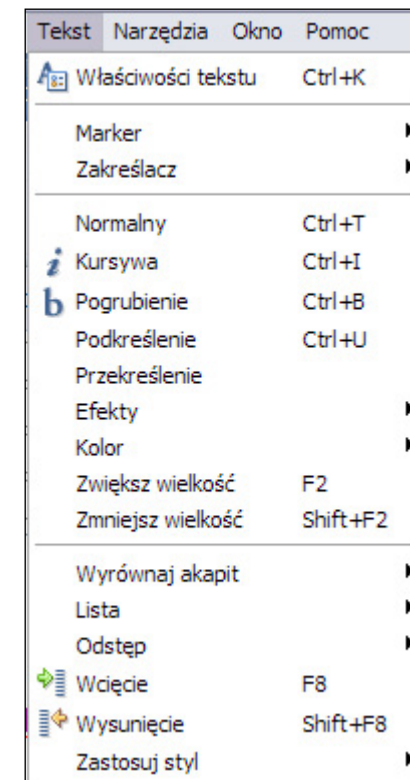 Tekst Narzędzia Okno Pomoc
Właściwości tekstu Ctrl+K
Marker
Zakreślacz
Normalny Ctrl+T
i Kursywa Ctrl+I
b Pogrubienie Ctrl+B
Podkreślenie Ctrl+U
Przekreślenie
Efekty
Kolor
Zwiększ wielkość F2
Zmniejsz wielkość Shift+F2
Wyrównaj akapit
Lista
Odstęp
Wcięcie F8
Wysunięcie Shift+F8
Zastosuj styl